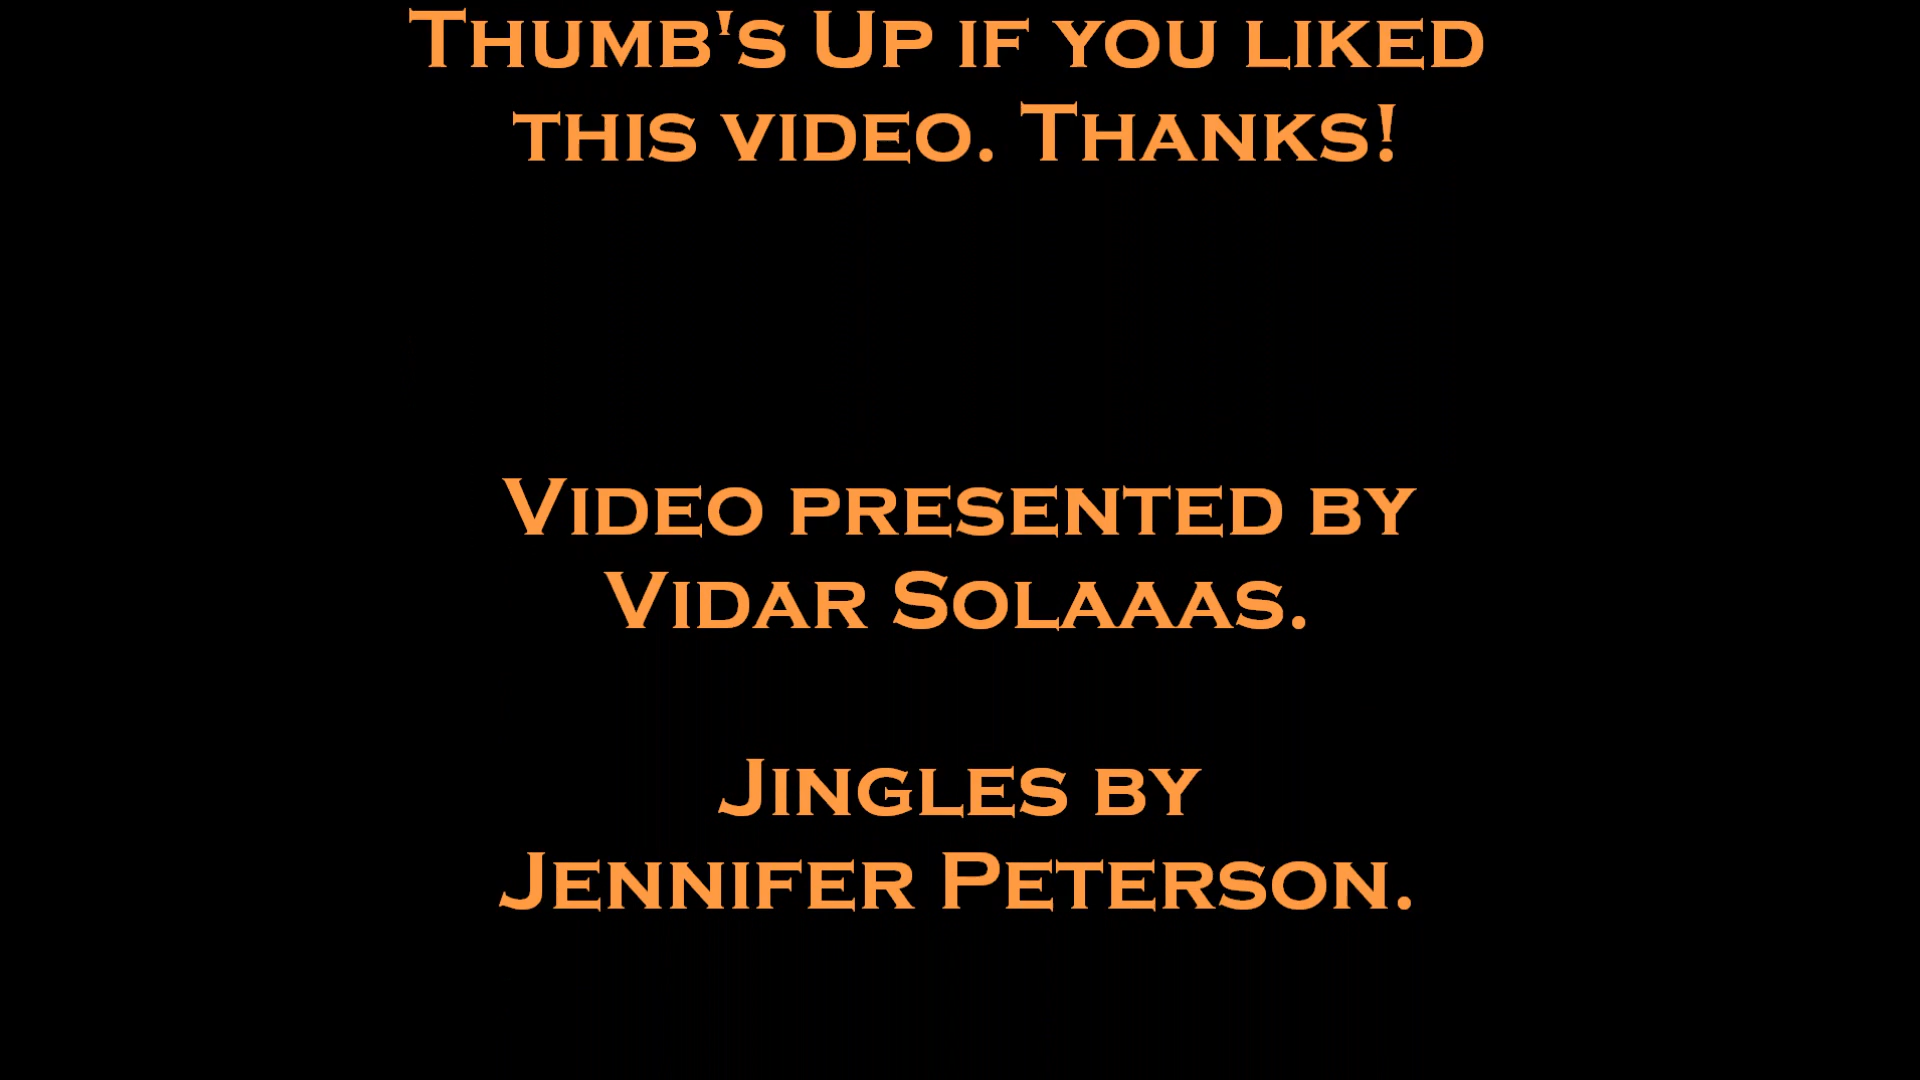 Thumb's Up if you liked
this video. Thanks!
Video presented by
Vidar Solaaas.
Jingles by
Jennifer Peterson.